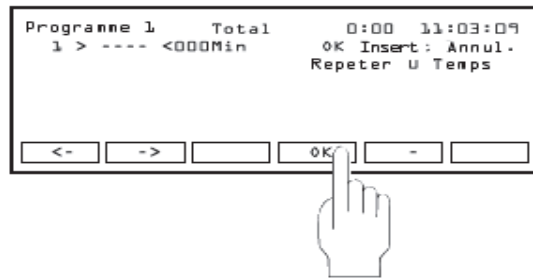 Programme 1 Total 0:00 11:03:09
1 > ---- <000Min OK Insert: Annul.
Repeter U Temps
<- -> OK -